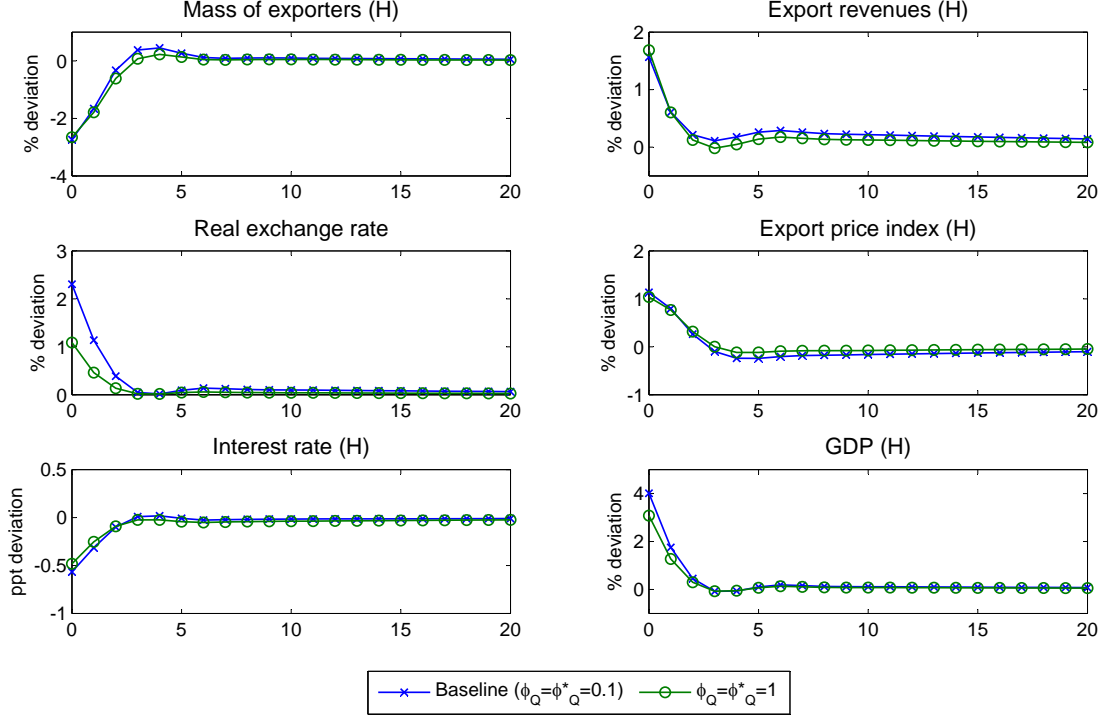 Mass of exporters (H)
% deviation
0
-2
-4
0 5 10 15 20
Export revenues (H)
% deviation
2
1
0
0 5 10 15 20
Real exchange rate
% deviation
3
2
1
0
0 5 10 15 20
Export price index (H)
% deviation
2
1
0
-1
0 5 10 15 20
Interest rate (H)
ppt deviation
0.5
0
-0.5
-1
0 5 10 15 20
GDP (H)
% deviation
4
2
0
0 5 10 15 20
Baseline (ϕ_Q=ϕ*_Q=0.1) ϕ_Q=ϕ*_Q=1